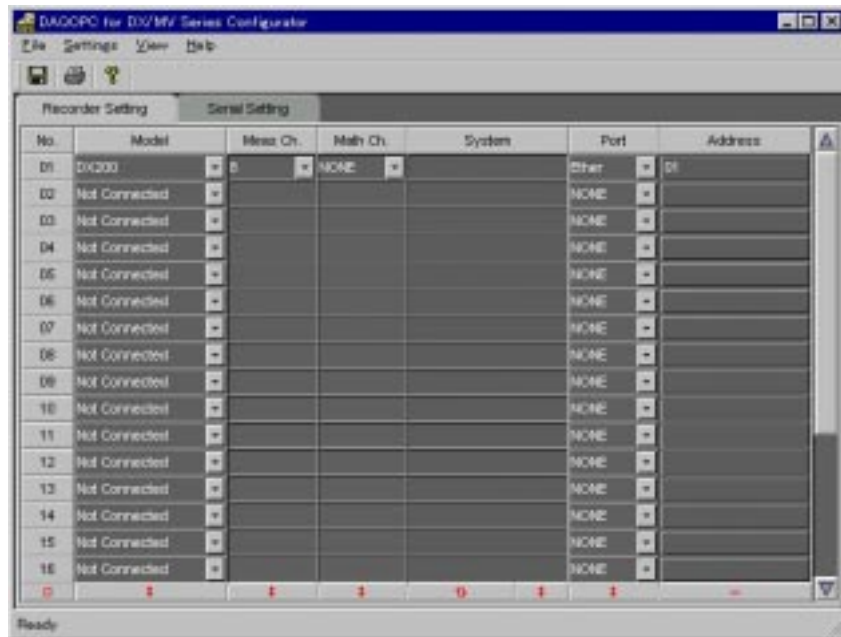 DAQOPC for DX/MV Series Configurator
File Settings View Help
Recorder Setting Serial Setting
No. Model Meas Ch. Math Ch. System Port Address
01 DX200 8 NONE Ether 01
02 Not Connected NONE
03 Not Connected NONE
04 Not Connected NONE
05 Not Connected NONE
06 Not Connected NONE
07 Not Connected NONE
08 Not Connected NONE
09 Not Connected NONE
10 Not Connected NONE
11 Not Connected NONE
12 Not Connected NONE
13 Not Connected NONE
14 Not Connected NONE
15 Not Connected NONE
16 Not Connected NONE
Ready